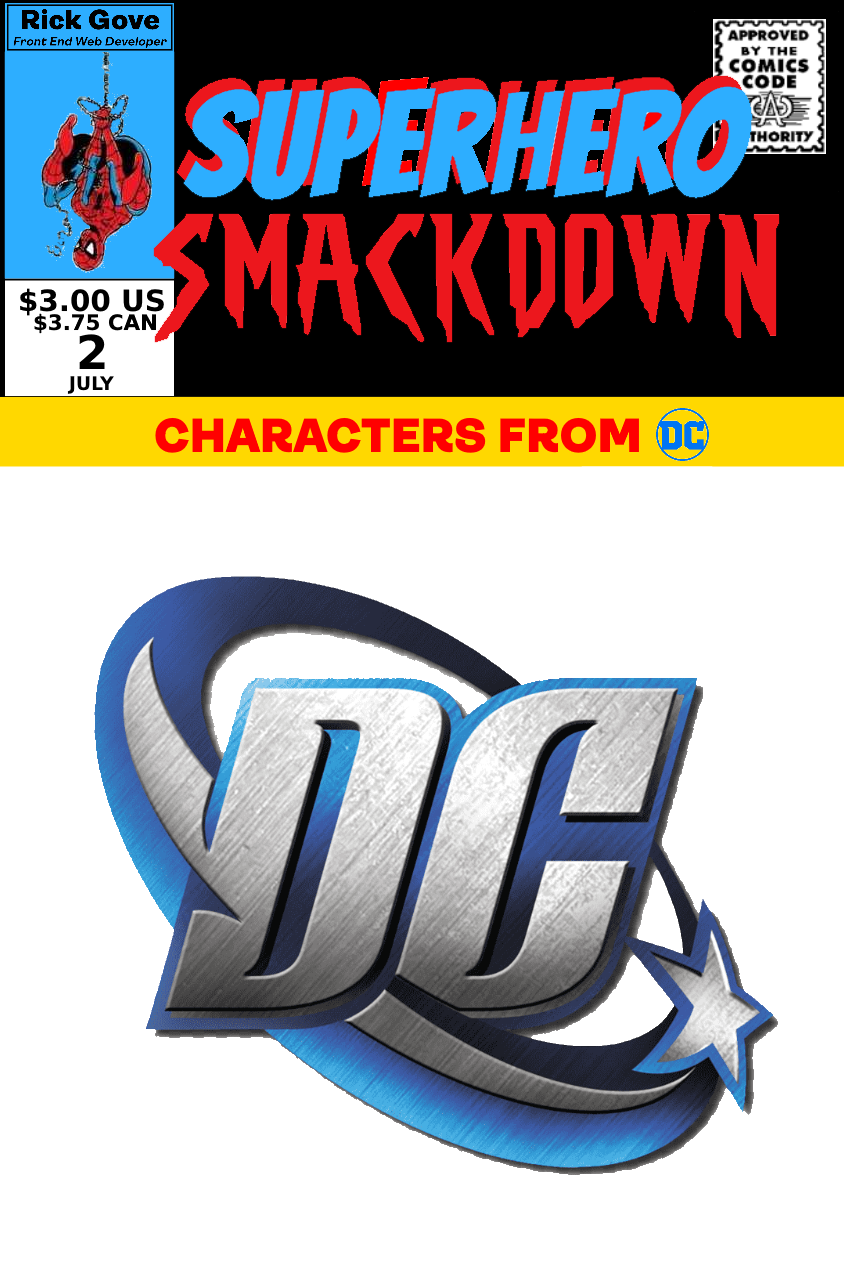 Rick Gove
Front End Web Developer
APPROVED
BY THE
COMICS
CODE
THORITY
SUPERHERO
SMACKDOWN
$3.00 US
$3.75 CAN
2
JULY
CHARACTERS FROM DC
DC